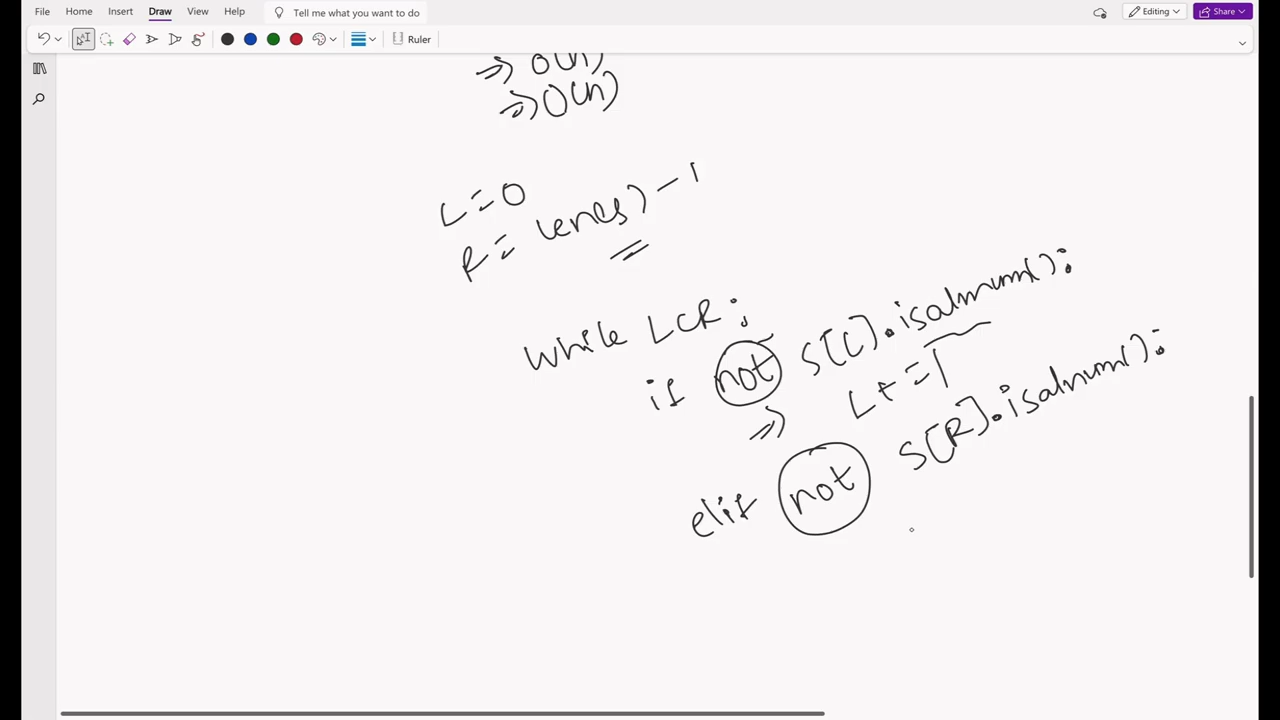 File Home Insert Draw View Help Tell me what you want to do Editing Share
Ruler
=> O(n)
=> O(n)
L = 0
R = len(s) - 1
while L < R:
if not S[L].isalnum():
=> L += 1
elif not S[R].isalnum():